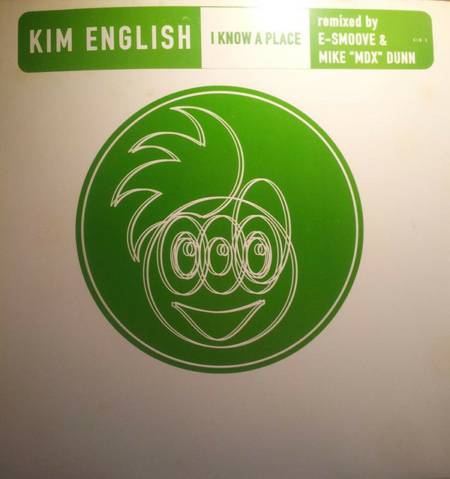 KIM ENGLISH
I KNOW A PLACE
remixed by
E-SMOOVE &
MIKE "MDX" DUNN